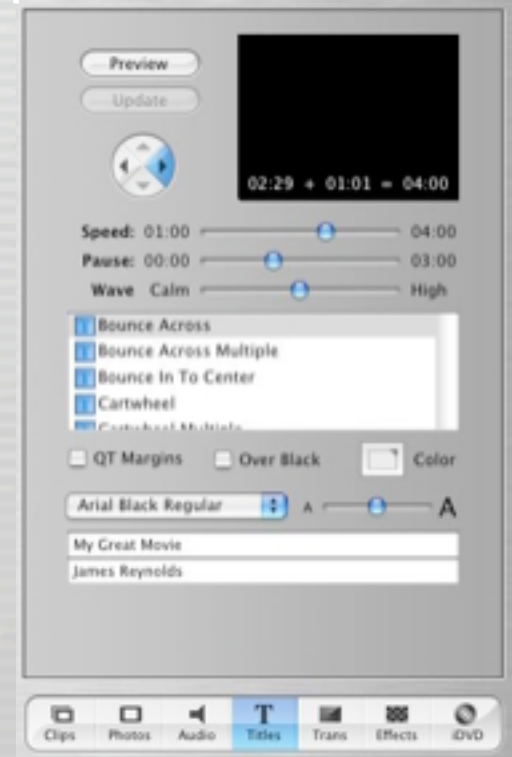 Preview
Update
02:29 + 01:01 = 04:00
Speed: 01:00 04:00
Pause: 00:00 03:00
Wave Calm High
Bounce Across
Bounce Across Multiple
Bounce In To Center
Cartwheel
Cartwheel Multiple
QT Margins Over Black Color
Arial Black Regular A A
My Great Movie
James Reynolds
Clips Photos Audio Titles Trans Effects iDVD